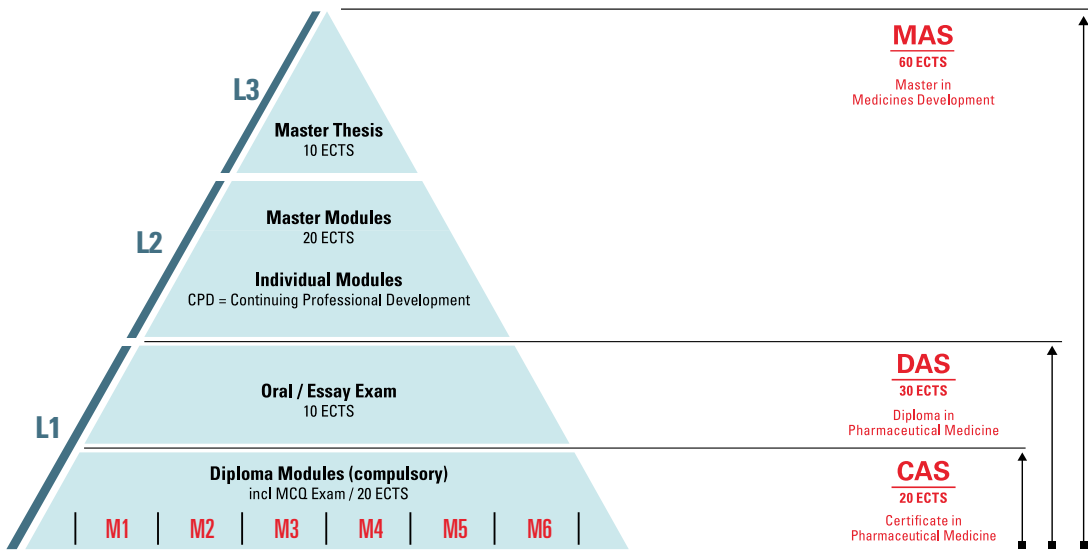 MAS
60 ECTS
Master in
Medicines Development
L3
Master Thesis
10 ECTS
L2
Master Modules
20 ECTS
Individual Modules
CPD = Continuing Professional Development
L1
Oral / Essay Exam
10 ECTS
DAS
30 ECTS
Diploma in
Pharmaceutical Medicine
Diploma Modules (compulsory)
incl MCQ Exam / 20 ECTS
M1 M2 M3 M4 M5 M6
CAS
20 ECTS
Certificate in
Pharmaceutical Medicine